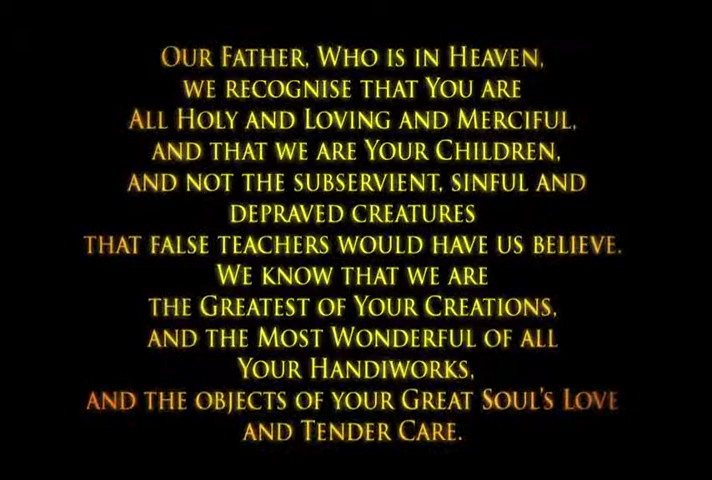 Our Father, Who is in Heaven,
we recognise that You are
All Holy and Loving and Merciful,
and that we are Your Children,
and not the subservient, sinful and
depraved creatures
that false teachers would have us believe.
We know that we are
the Greatest of Your Creations,
and the Most Wonderful of all
Your Handiworks,
and the objects of your Great Soul's Love
and Tender Care.